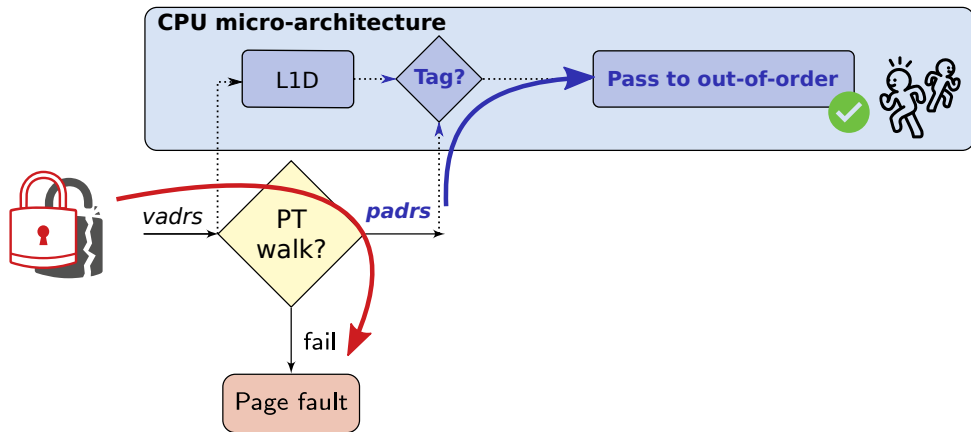 CPU micro-architecture
L1D
Tag?
Pass to out-of-order
vadrs
PT
walk?
padrs
fail
Page fault